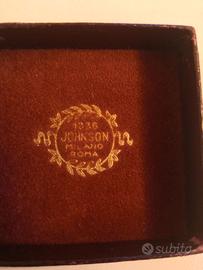 1836
JOHNSON
MILANO
ROMA
subito